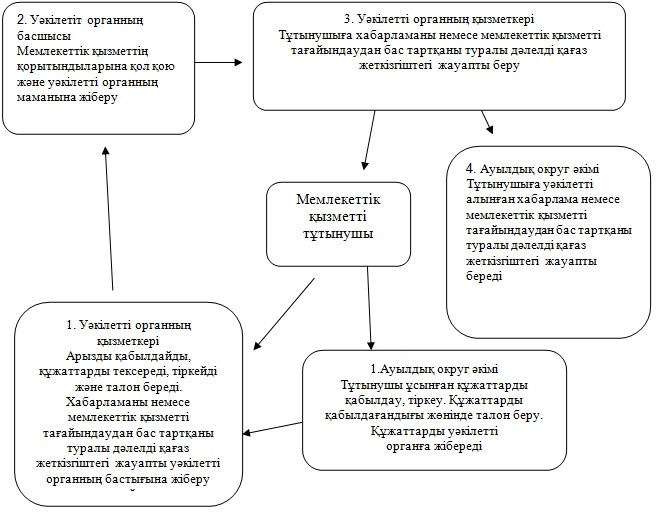 2. Уәкілетіт органның
басшысы
Мемлекеттік қызметтің
қорытындыларына қол қою
және уәкілетті органның
маманына жіберу
3. Уәкілетті органның қызметкері
Тұтынушыға хабарламаны немесе мемлекеттік қызметті
тағайындаудан бас тартқаны туралы дәлелді қағаз
жеткізгіштегі жауапты беру
4. Ауылдық округ әкімі
Тұтынушыға уәкілетті
алынған хабарлама немесе
мемлекеттік қызметті
тағайындаудан бас тартқаны
туралы дәлелді қағаз
жеткізгіштегі жауапты
береді
Мемлекеттік
қызметті
тұтынушы
1. Уәкілетті органның
қызметкері
Арызды қабылдайды,
құжаттарды тексереді, тіркейді
және талон береді.
Хабарламаны немесе
мемлекеттік қызметті
тағайындаудан бас тартқаны
туралы дәлелді қағаз
жеткізгіштегі жауапты уәкілетті
органның бастығына жіберу
1.Ауылдық округ әкімі
Тұтынушы ұсынған құжаттарды
қабылдау, тіркеу. Құжаттарды
қабылдағандығы жөнінде талон беру.
Құжаттарды уәкілетті
органға жібереді